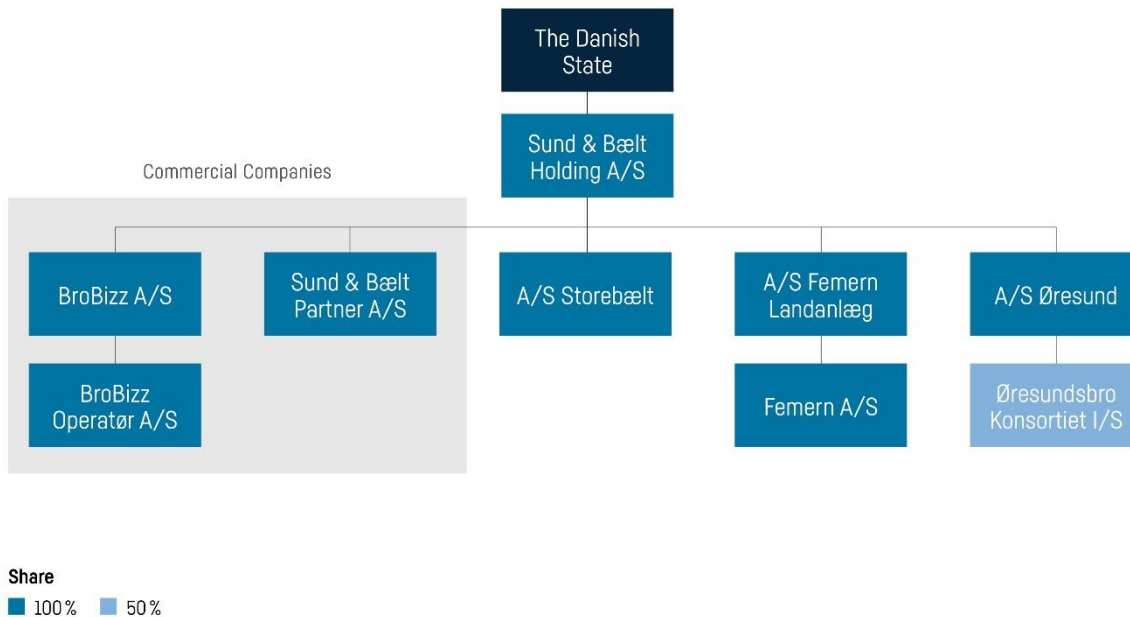 The Danish
State
Sund & Bælt
Holding A/S
Commercial Companies
BroBizz A/S
Sund & Bælt
Partner A/S
A/S Storebælt
A/S Femern
Landanlæg
A/S Øresund
BroBizz
Operatør A/S
Femern A/S
Øresundsbro
Konsortiet I/S
Share
100 %
50 %